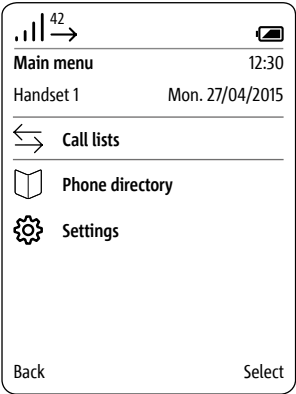 42
Main menu 12:30
Handset 1 Mon. 27/04/2015
Call lists
Phone directory
Settings
Back Select